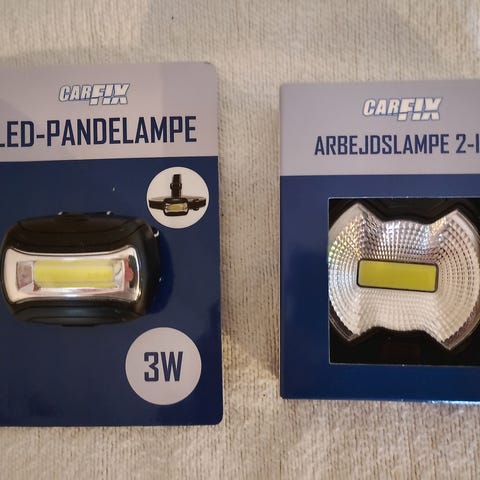 CARFIX
LED-PANDELAMPE
3W
CARFIX
ARBEJDSLAMPE 2-I